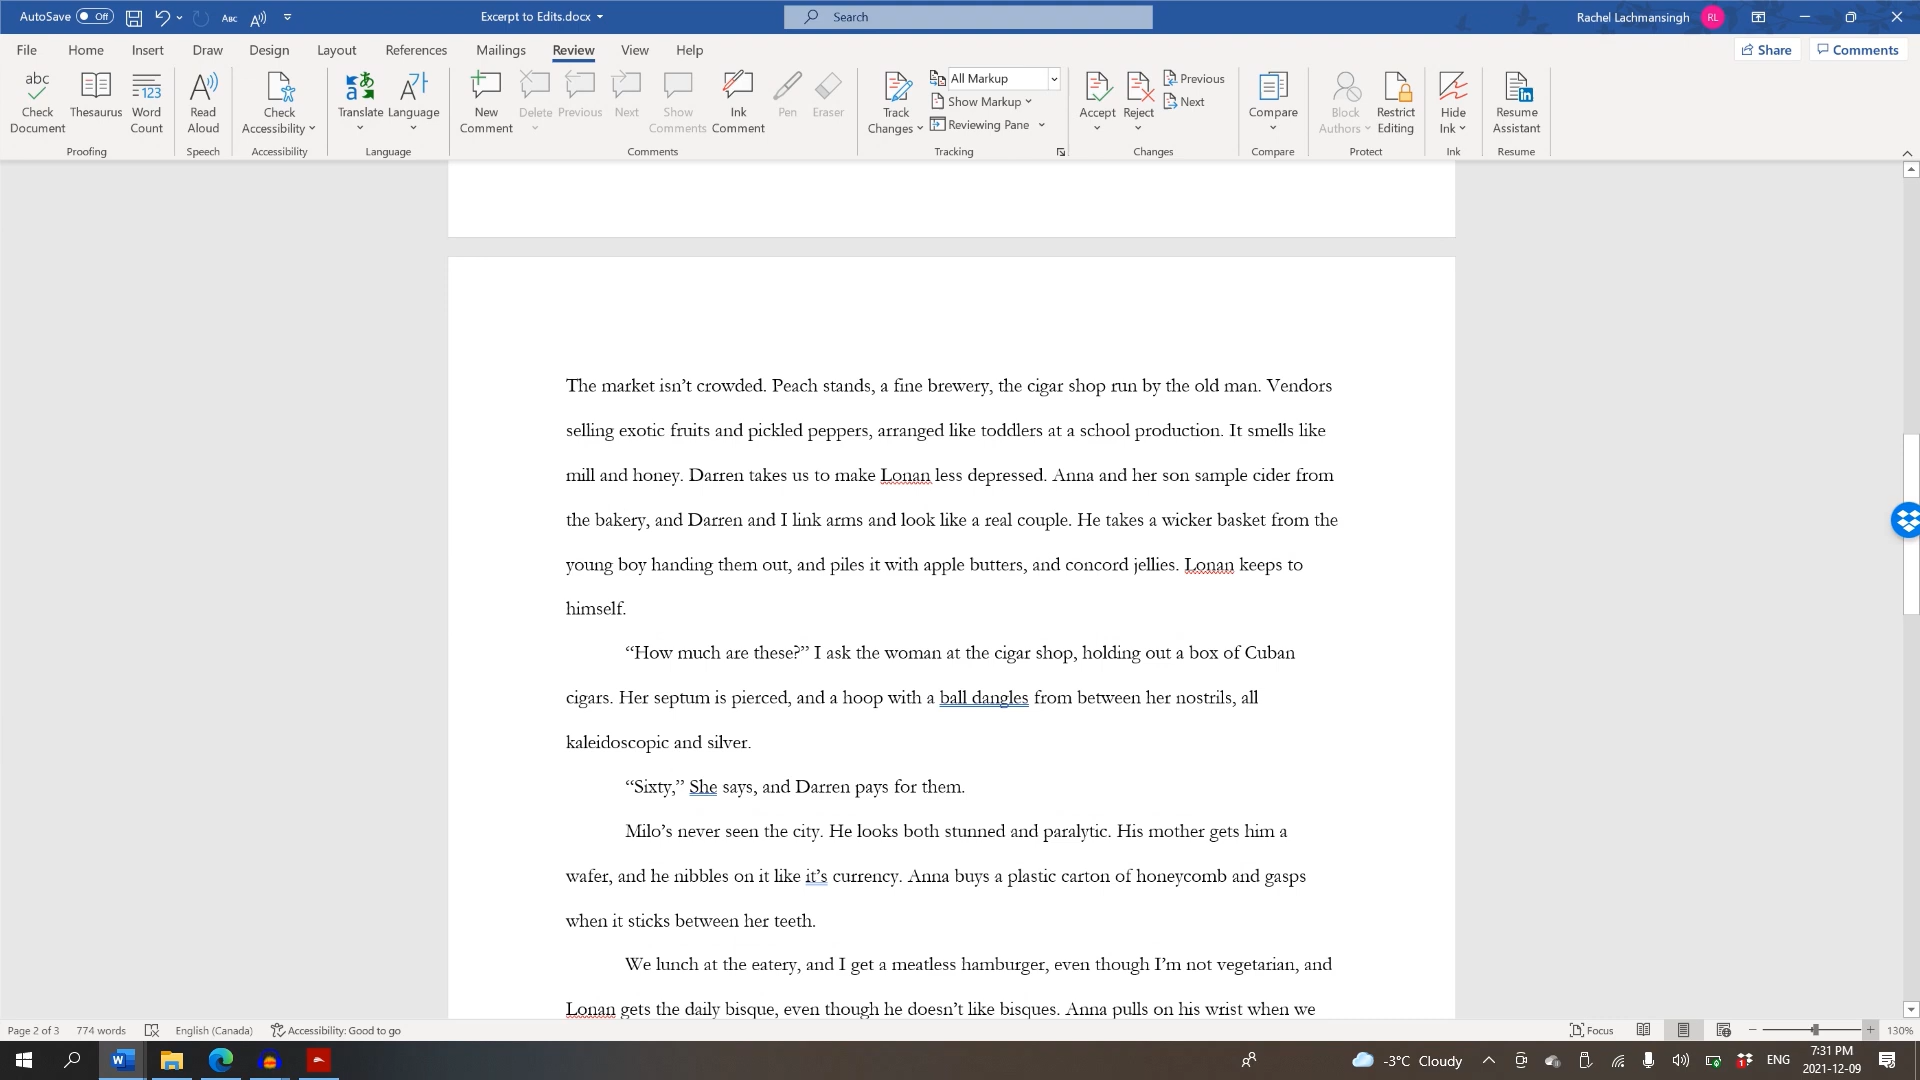 AutoSave Off Abc Excerpt to Edits.docx Search Rachel Lachmansingh RL
File Home Insert Draw Design Layout References Mailings Review View Help Share Comments
abc Check Document Thesaurus 123 Word Count Read Aloud Check Accessibility Translate Language New Comment Delete Previous Next Show Comments Ink Comment Pen Eraser Track Changes All Markup Show Markup Reviewing Pane Accept Reject Previous Next Compare Block Authors Restrict Editing Hide Ink Resume Assistant
Proofing Speech Accessibility Language Comments Tracking Changes Compare Protect Ink Resume
The market isn’t crowded. Peach stands, a fine brewery, the cigar shop run by the old man. Vendors
selling exotic fruits and pickled peppers, arranged like toddlers at a school production. It smells like
mill and honey. Darren takes us to make Lonan less depressed. Anna and her son sample cider from
the bakery, and Darren and I link arms and look like a real couple. He takes a wicker basket from the
young boy handing them out, and piles it with apple butters, and concord jellies. Lonan keeps to
himself.
“How much are these?” I ask the woman at the cigar shop, holding out a box of Cuban
cigars. Her septum is pierced, and a hoop with a ball dangles from between her nostrils, all
kaleidoscopic and silver.
“Sixty,” She says, and Darren pays for them.
Milo’s never seen the city. He looks both stunned and paralytic. His mother gets him a
wafer, and he nibbles on it like it’s currency. Anna buys a plastic carton of honeycomb and gasps
when it sticks between her teeth.
We lunch at the eatery, and I get a meatless hamburger, even though I’m not vegetarian, and
Lonan gets the daily bisque, even though he doesn’t like bisques. Anna pulls on his wrist when we
Page 2 of 3 774 words English (Canada) Accessibility: Good to go Focus 130%
-3°C Cloudy ENG 7:31 PM
2021-12-09